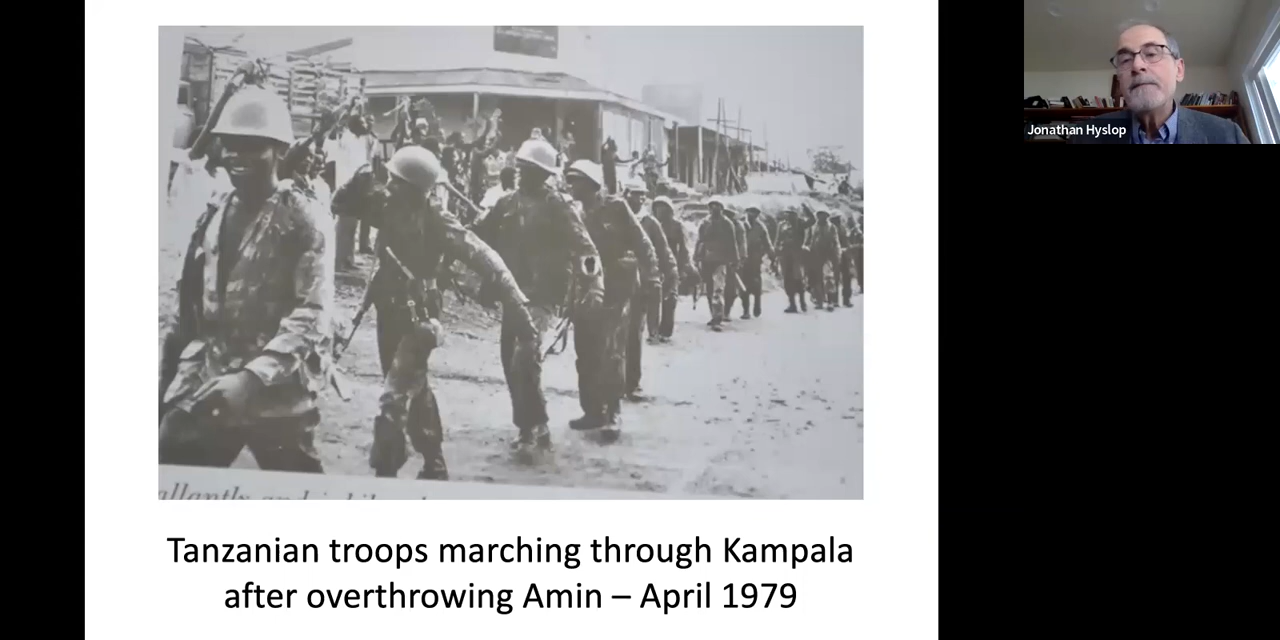 Jonathan Hyslop
Tanzanian troops marching through Kampala
after overthrowing Amin – April 1979